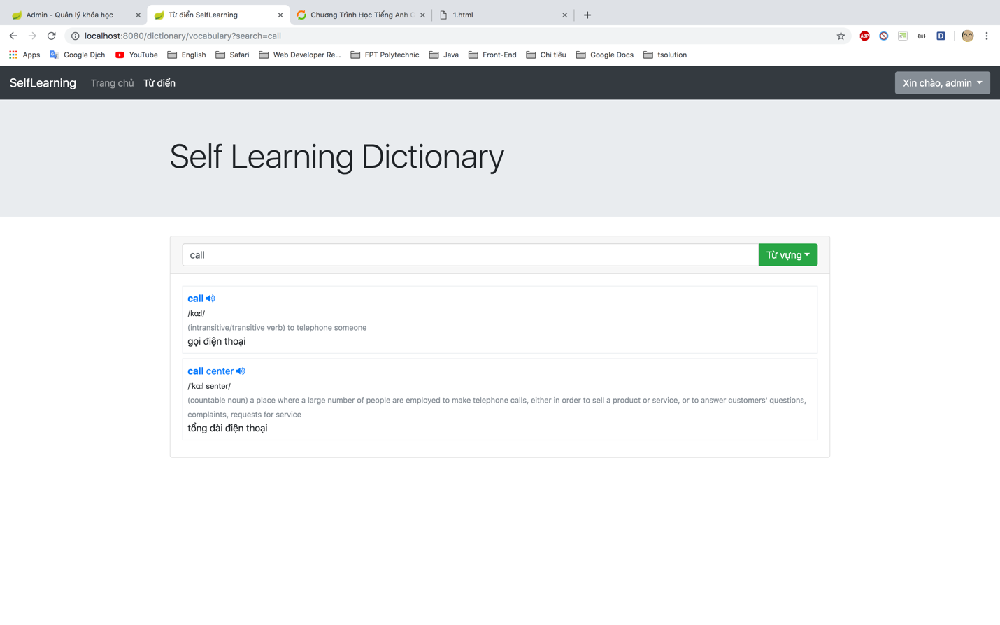 Admin - Quản lý khóa học
Từ điển SelfLearning
Chương Trình Học Tiếng Anh G
1.html
localhost:8080/dictionary/vocabulary?search=call
ABP
D
Apps
Google Dịch
YouTube
English
Safari
Web Developer Re...
FPT Polytechnic
Java
Front-End
Chi tiêu
Google Docs
tsolution
SelfLearning
Trang chủ
Từ điển
Xin chào, admin
Self Learning Dictionary
call
Từ vựng
call
/kɑːl/
(intransitive/transitive verb) to telephone someone
gọi điện thoại
call center
/ˈkɑːl sentər/
(countable noun) a place where a large number of people are employed to make telephone calls, either in order to sell a product or service, or to answer customers' questions,
complaints, requests for service
tổng đài điện thoại